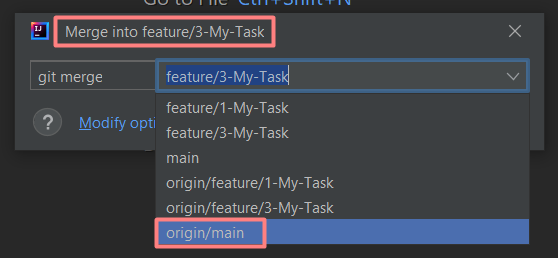 Go to File Ctrl+Shift+N
IJ Merge into feature/3-My-Task
git merge feature/3-My-Task
? Modify opti
feature/1-My-Task
feature/3-My-Task
main
origin/feature/1-My-Task
origin/feature/3-My-Task
origin/main